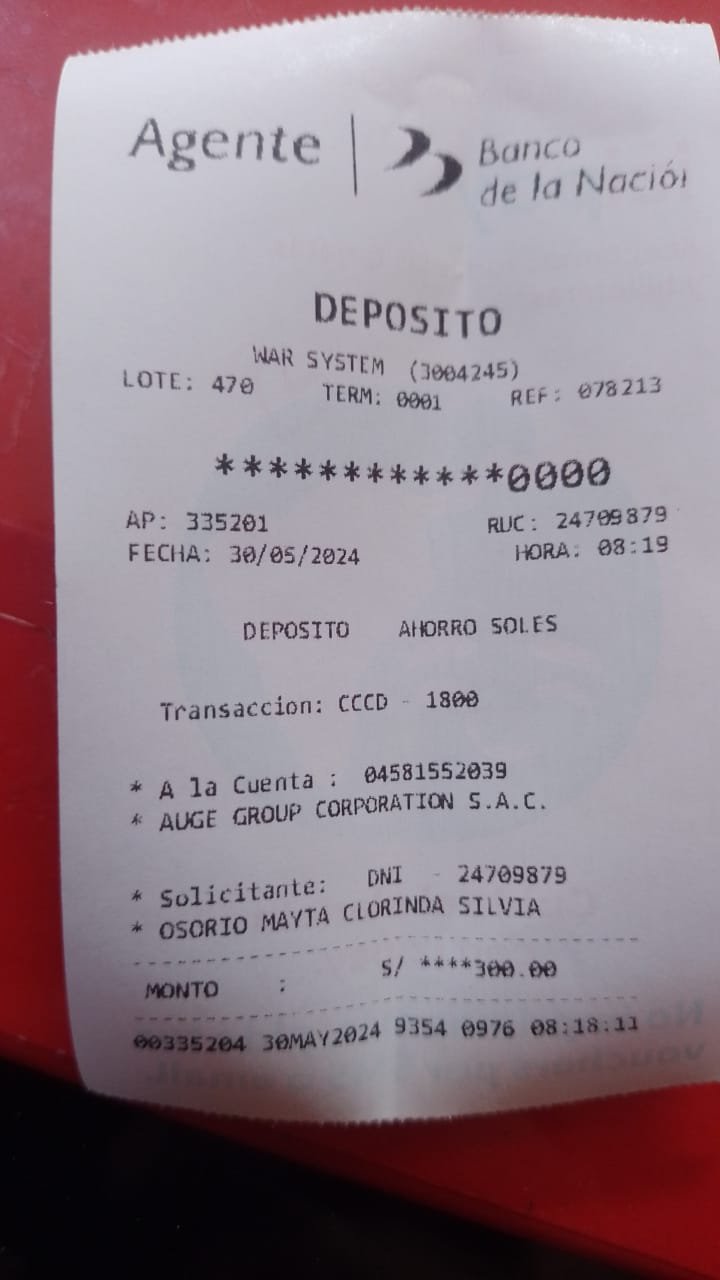 Agente
Banco
de la Nación
DEPOSITO
WAR SYSTEM (3004245)
LOTE: 470 TERM: 0001 REF: 078213
************0000
AP: 335201 RUC: 24709879
FECHA: 30/05/2024 HORA: 08:19
DEPOSITO AHORRO SOLES
Transaccion: CCCD - 1800
* A la Cuenta : 04581552039
* AUGE GROUP CORPORATION S.A.C.
* Solicitante: DNI - 24709879
* OSORIO MAYTA CLORINDA SILVIA
MONTO : S/ ****300.00
00335204 30MAY2024 9354 0976 08:18:11